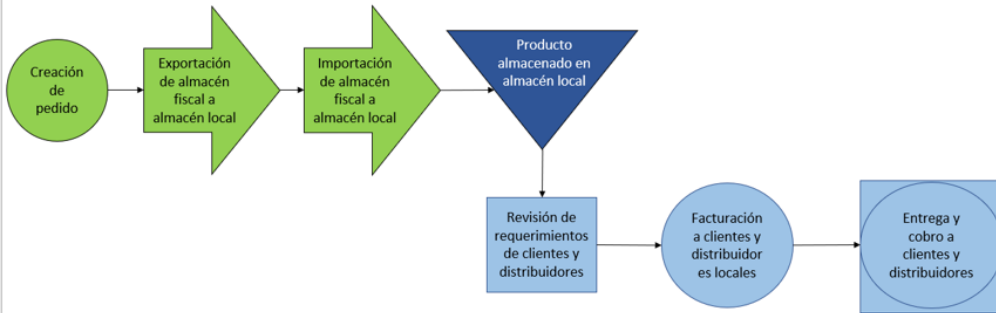 Creación
de
pedido
Exportación
de almacén
fiscal a
almacén local
Importación
de almacén
fiscal a
almacén local
Producto
almacenado en
almacén local
Revisión de
requerimientos
de clientes y
distribuidores
Facturación
a clientes y
distribuidor
es locales
Entrega y
cobro a
clientes y
distribuidores